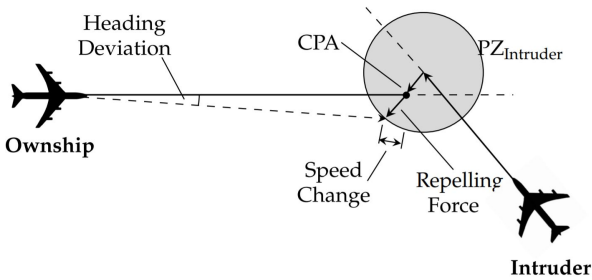 Heading
Deviation
CPA
PZIntruder
Ownship
Speed
Change
Repelling
Force
Intruder